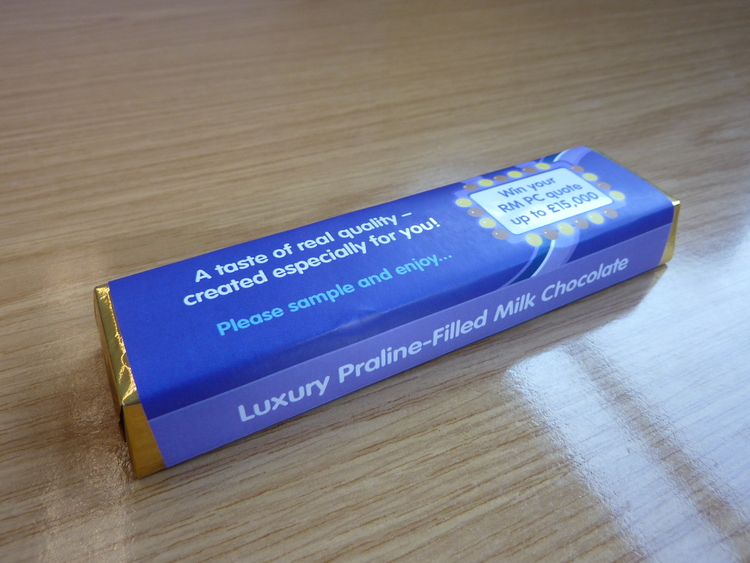 A taste of real quality –
created especially for you!
Please sample and enjoy...
Win your
RM PC quote
up to £15,000
Luxury Praline-Filled Milk Chocolate